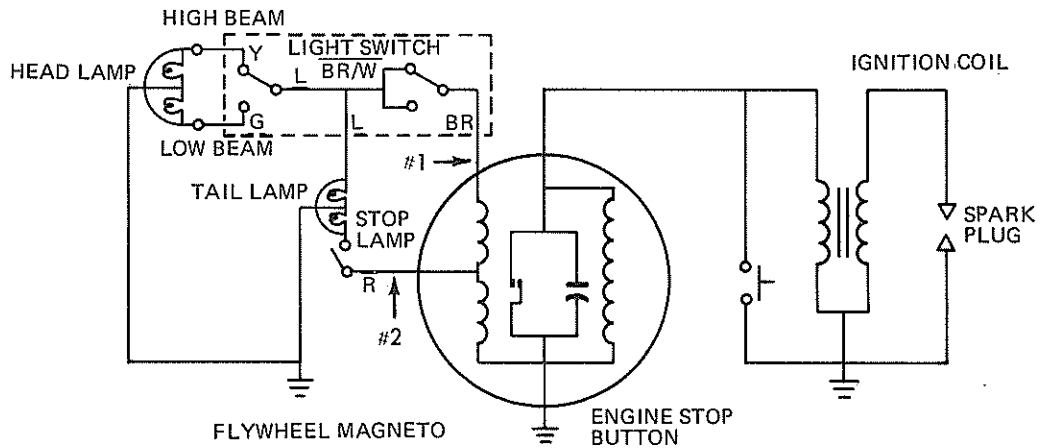 HIGH BEAM
HEAD LAMP
Y
LIGHT SWITCH
L
BR/W
IGNITION COIL
G
L
BR
LOW BEAM
#1
TAIL LAMP
STOP
LAMP
SPARK
PLUG
R
#2
FLYWHEEL MAGNETO
ENGINE STOP
BUTTON